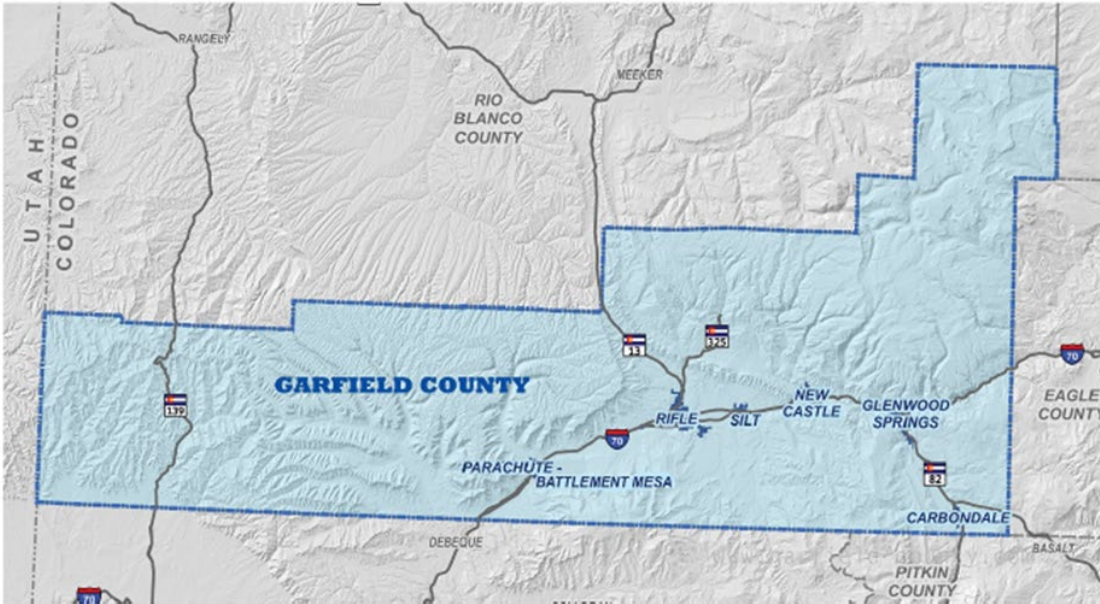 RANGELY
MEEKER
RIO
BLANCO
COUNTY
UTAH
COLORADO
13
325
70
GARFIELD COUNTY
139
NEW
CASTLE
GLENWOOD
SPRINGS
EAGLE
COUNTY
RIFLE
SILT
70
PARACHUTE -
BATTLEMENT MESA
82
CARBONDALE
DEBEQUE
BASALT
PITKIN
COUNTY
70